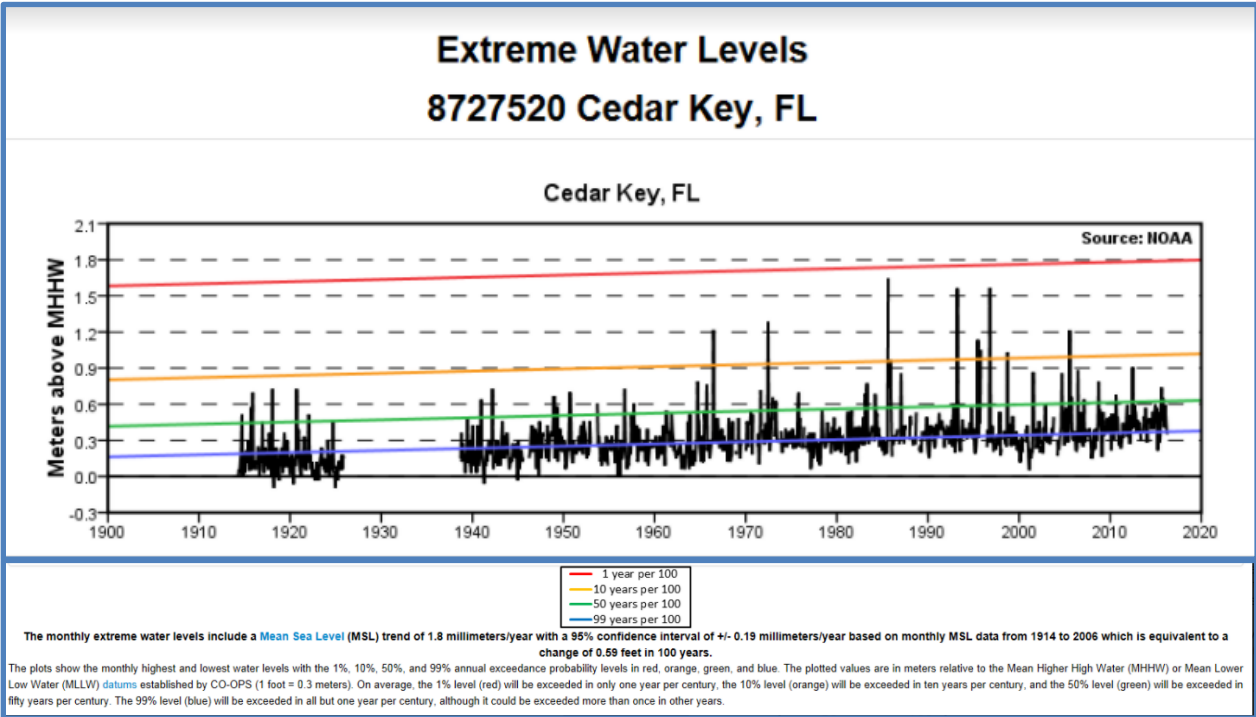 Extreme Water Levels
8727520 Cedar Key, FL
Cedar Key, FL
Source: NOAA
Meters above MHHW
2.1
1.8
1.5
1.2
0.9
0.6
0.3
0.0
-0.3
1900 1910 1920 1930 1940 1950 1960 1970 1980 1990 2000 2010 2020
1 year per 100
10 years per 100
50 years per 100
99 years per 100
The monthly extreme water levels include a Mean Sea Level (MSL) trend of 1.8 millimeters/year with a 95% confidence interval of +/- 0.19 millimeters/year based on monthly MSL data from 1914 to 2006 which is equivalent to a
change of 0.59 feet in 100 years.
The plots show the monthly highest and lowest water levels with the 1%, 10%, 50%, and 99% annual exceedance probability levels in red, orange, green, and blue. The plotted values are in meters relative to the Mean Higher High Water (MHHW) or Mean Lower
Low Water (MLLW) datums established by CO-OPS (1 foot = 0.3 meters). On average, the 1% level (red) will be exceeded in only one year per century, the 10% level (orange) will be exceeded in ten years per century, and the 50% level (green) will be exceeded in
fifty years per century. The 99% level (blue) will be exceeded in all but one year per century, although it could be exceeded more than once in other years.